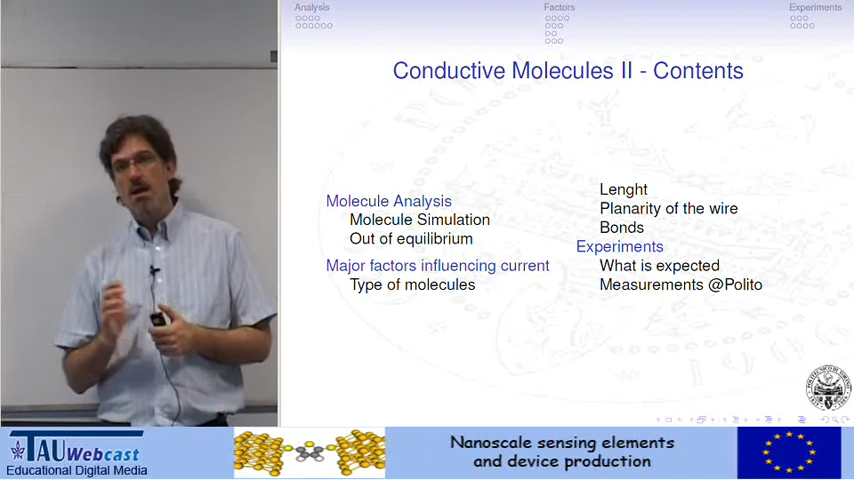 Analysis
Factors
Experiments
Conductive Molecules II - Contents
Molecule Analysis
Molecule Simulation
Out of equilibrium
Major factors influencing current
Type of molecules
Lenght
Planarity of the wire
Bonds
Experiments
What is expected
Measurements @Polito
TAU Webcast
Educational Digital Media
Nanoscale sensing elements
and device production